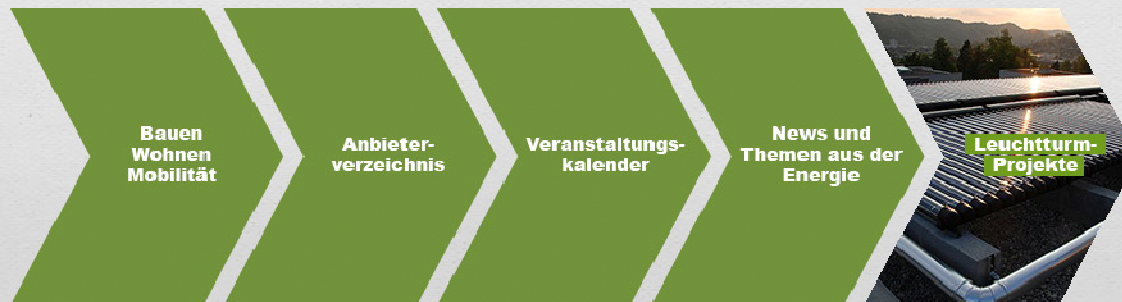 Bauen
Wohnen
Mobilität
Anbieter-
verzeichnis
Veranstaltungs-
kalender
News und
Themen aus der
Energie
Leuchtturm-
Projekte